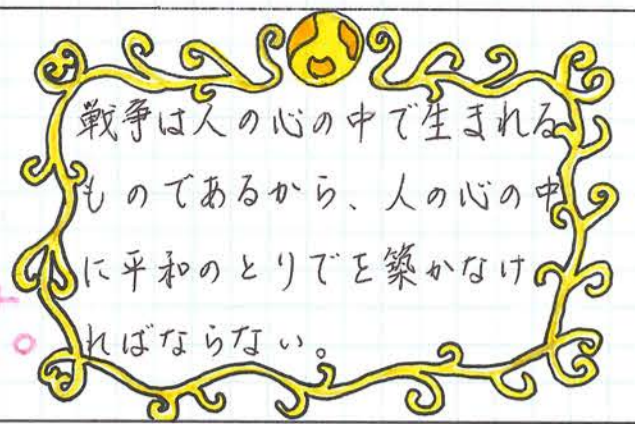 戦争は人の心の中で生まれる
ものであるから、人の心の中
に平和のとりでを築かなけ
ればならない。